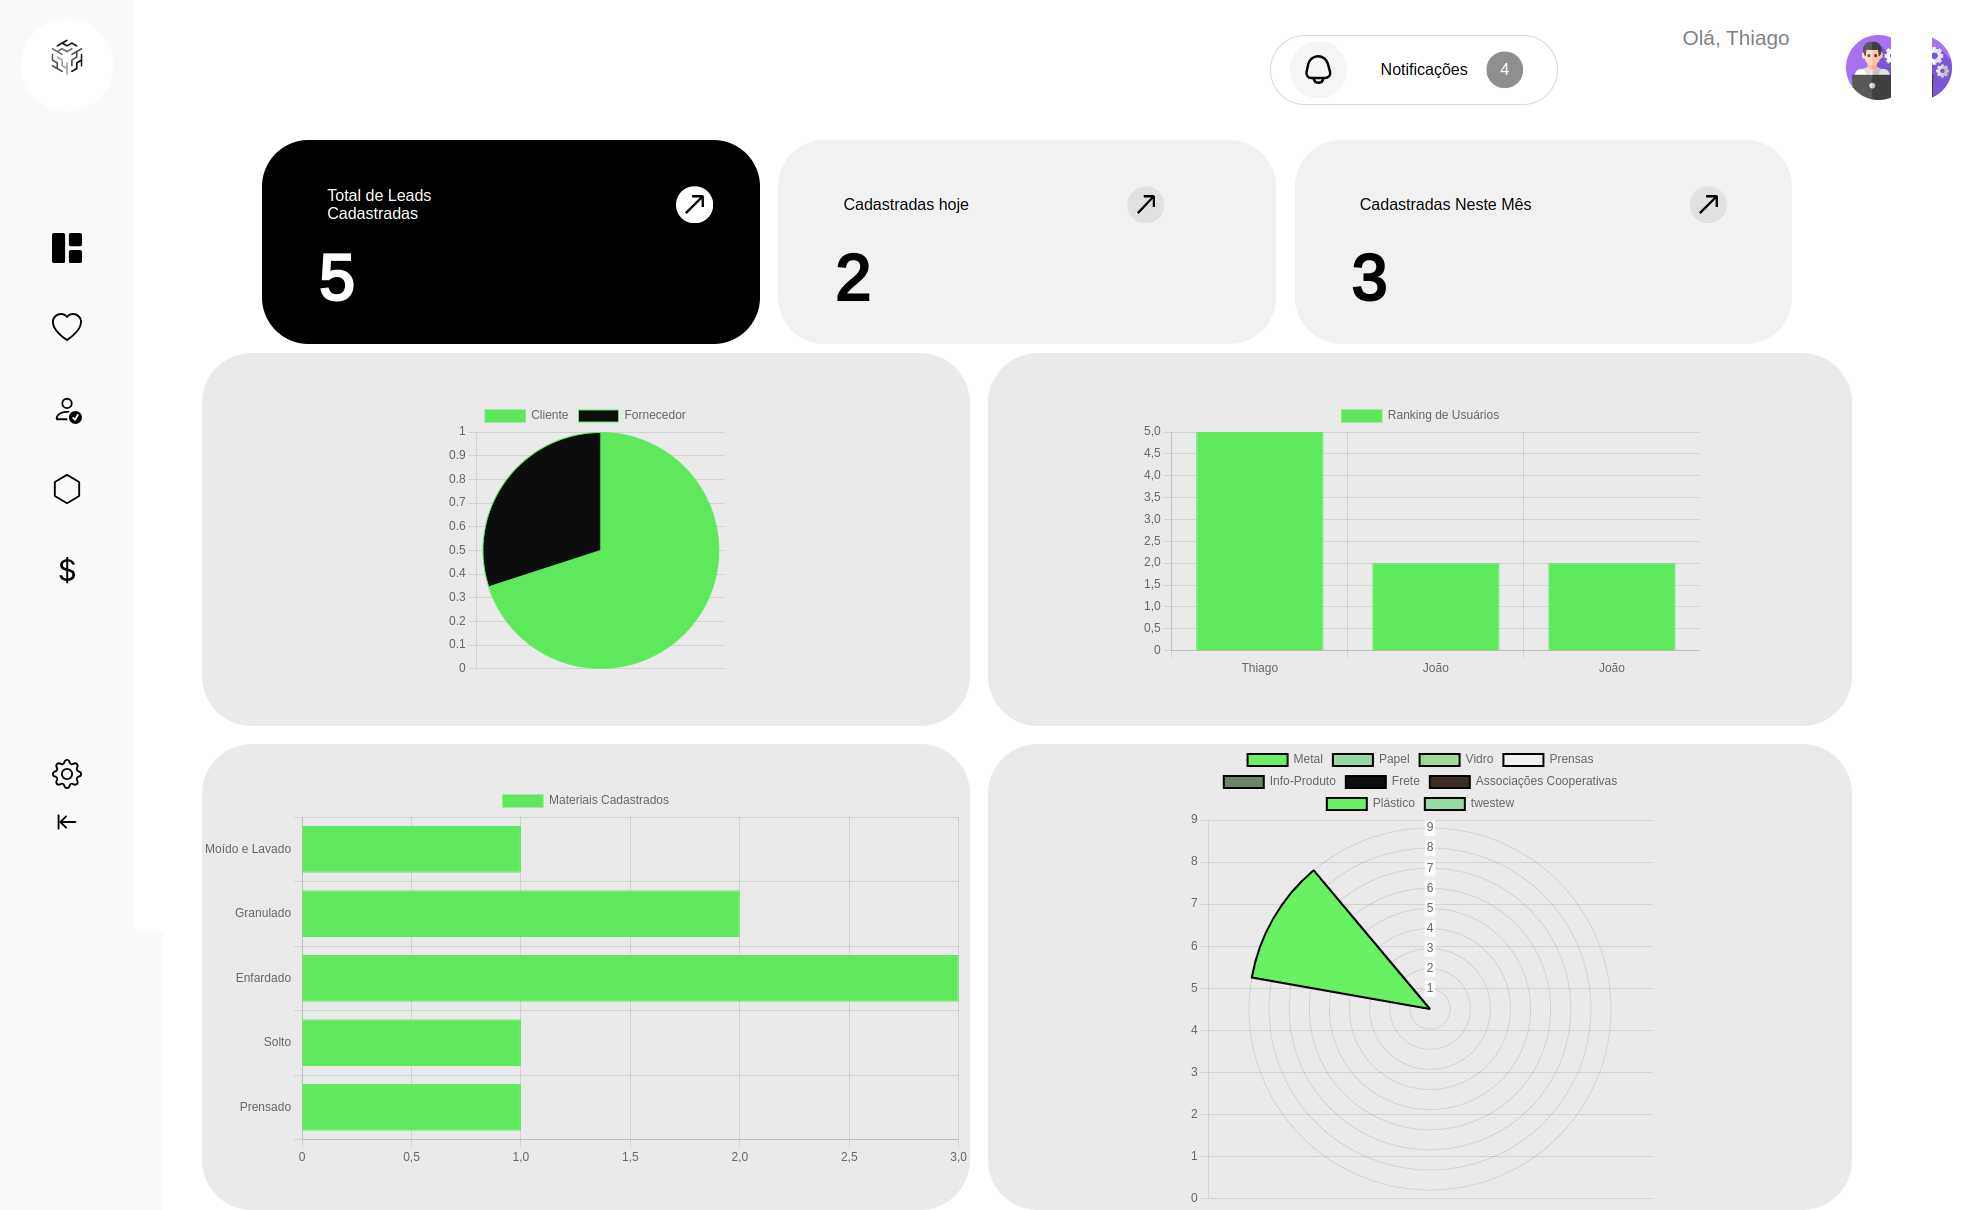 Olá, Thiago
Notificações 4
Total de Leads
Cadastradas
5
Cadastradas hoje
2
Cadastradas Neste Mês
3
$
Cliente Fornecedor
1
0.9
0.8
0.7
0.6
0.5
0.4
0.3
0.2
0.1
0
Ranking de Usuários
5,0
4,5
4,0
3,5
3,0
2,5
2,0
1,5
1,0
0,5
0
Thiago João João
Materiais Cadastrados
Moído e Lavado
Granulado
Enfardado
Solto
Prensado
0 0,5 1,0 1,5 2,0 2,5 3,0
Metal Papel Vidro Prensas
Info-Produto Frete Associações Cooperativas
Plástico twestew
9
8
7
6
5
4
3
2
1
0
9
8
7
6
5
4
3
2
1